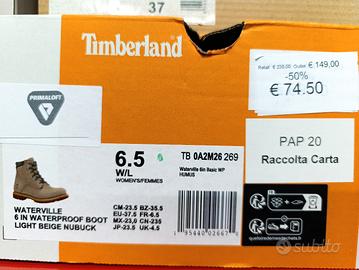 37
Timberland
Retail € 230,00 Outlet € 149,00
-50%
€ 74.50
PRIMALOFT
6.5
W/L
WOMEN'S/FEMMES
TB 0A2M26 269
Waterville 6in Basic WP
HUMUS
PAP 20
Raccolta Carta
WATERVILLE
6 IN WATERPROOF BOOT
LIGHT BEIGE NUBUCK
CM-23.5 BZ-35.5
EU-37.5 FR-6.5
MX-23.0 CN-235
JP-23.5 UK-4.5
quefairedemesdechets.fr
subito